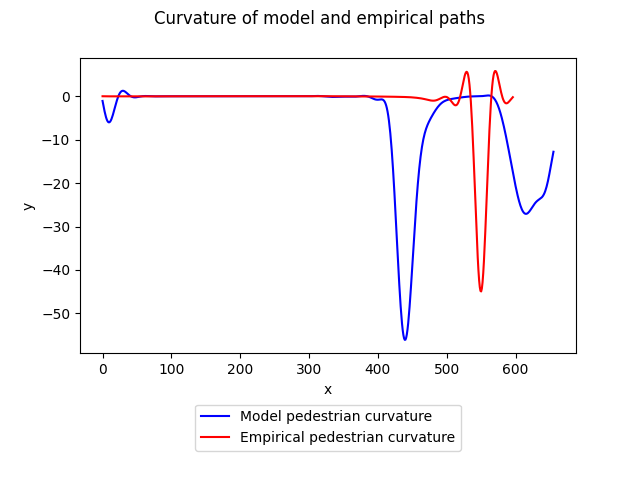 Curvature of model and empirical paths
0
−10
−20
−30
−40
−50
y
0 100 200 300 400 500 600
x
Model pedestrian curvature
Empirical pedestrian curvature